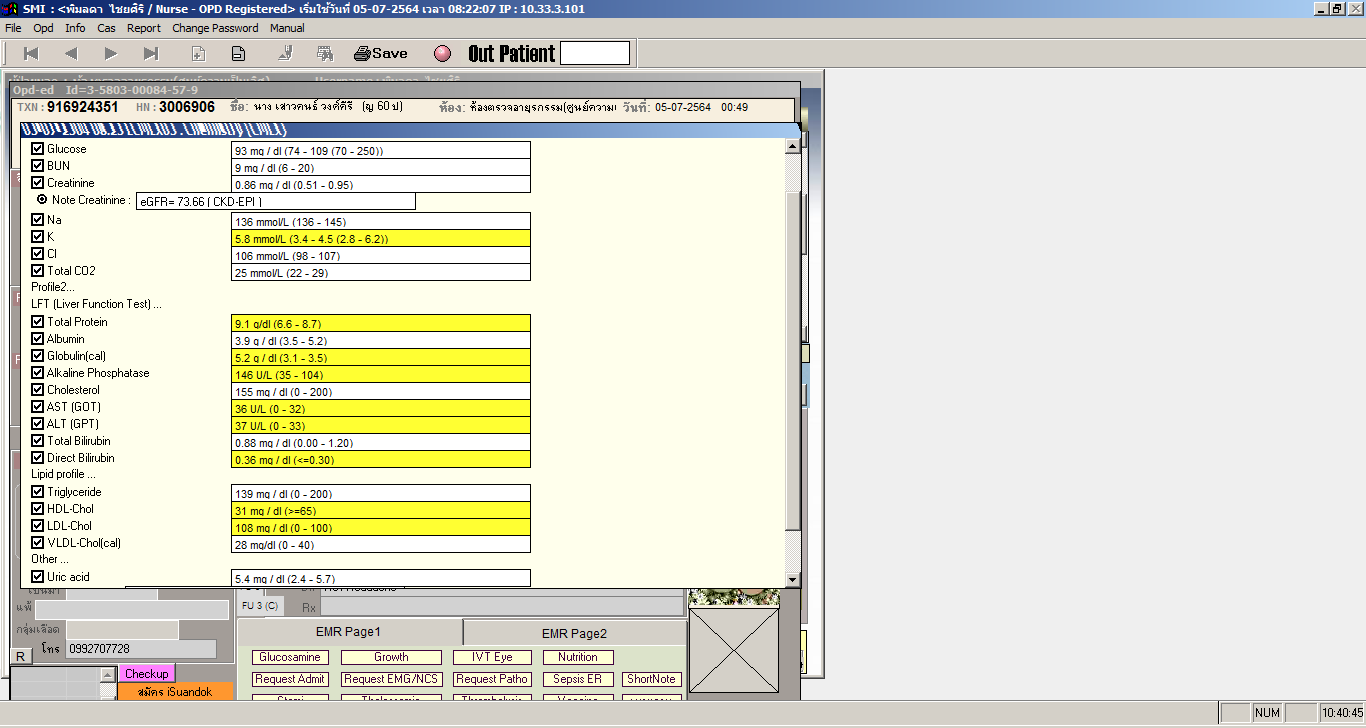 SMI : <พิมลดา ไชยศิริ / Nurse - OPD Registered> เริ่มใช้วันที่ 05-07-2564 เวลา 08:22:07 IP : 10.33.3.101
File Opd Info Cas Report Change Password Manual
Save Out Patient
Opd-ed Id=3-5803-00084-57-9
TXN : 916924351 HN : 3006906 ชื่อ: นาง เสาวคนธ์ วงค์คีรี (ญ 60 ป) ห้อง: ห้องตรวจอายุรกรรม(ศูนย์ความ วันที่: 05-07-2564 00:49
Glucose 93 mg / dl (74 - 109 (70 - 250))
BUN 9 mg / dl (6 - 20)
Creatinine 0.86 mg / dl (0.51 - 0.95)
Note Creatinine : eGFR= 73.66 ( CKD-EPI )
Na 136 mmol/L (136 - 145)
K 5.8 mmol/L (3.4 - 4.5 (2.8 - 6.2))
Cl 106 mmol/L (98 - 107)
Total CO2 25 mmol/L (22 - 29)
Profile2...
LFT (Liver Function Test) ...
Total Protein 9.1 g/dl (6.6 - 8.7)
Albumin 3.9 g / dl (3.5 - 5.2)
Globulin(cal) 5.2 g / dl (3.1 - 3.5)
Alkaline Phosphatase 146 U/L (35 - 104)
Cholesterol 155 mg / dl (0 - 200)
AST (GOT) 36 U/L (0 - 32)
ALT (GPT) 37 U/L (0 - 33)
Total Bilirubin 0.88 mg / dl (0.00 - 1.20)
Direct Bilirubin 0.36 mg / dl (<=0.30)
Lipid profile ...
Triglyceride 139 mg / dl (0 - 200)
HDL-Chol 31 mg / dl (>=65)
LDL-Chol 108 mg / dl (0 - 100)
VLDL-Chol(cal) 28 mg/dl (0 - 40)
Other ...
Uric acid 5.4 mg / dl (2.4 - 5.7)
แพ้ FU 3 (C) Rx
กลุ่มเลือด EMR Page1 EMR Page2
R โทร 0992707728
Glucosamine Growth IVT Eye Nutrition
Checkup Request Admit Request EMG/NCS Request Patho Sepsis ER ShortNote
สมัคร iSuandok
NUM 10:40:45